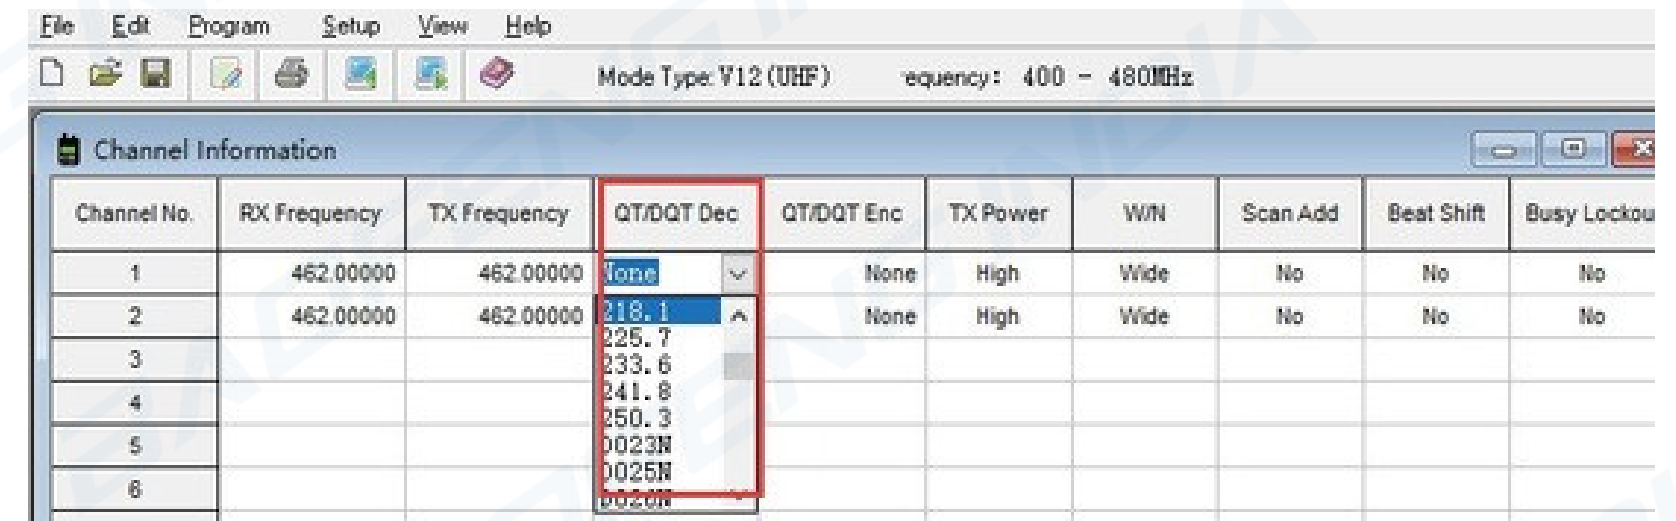 File Edit Program Setup View Help
Mode Type: V12(UHF) equency: 400 - 480MHz
Channel Information
Channel No. RX Frequency TX Frequency QT/DQT Dec QT/DQT Enc TX Power W/N Scan Add Beat Shift Busy Lockou
1 462.00000 462.00000 None None High Wide No No No
2 462.00000 462.00000 218.1 None High Wide No No No
225.7
3 233.6
241.8
4 250.3
5 D023N
D025N
6 D026N